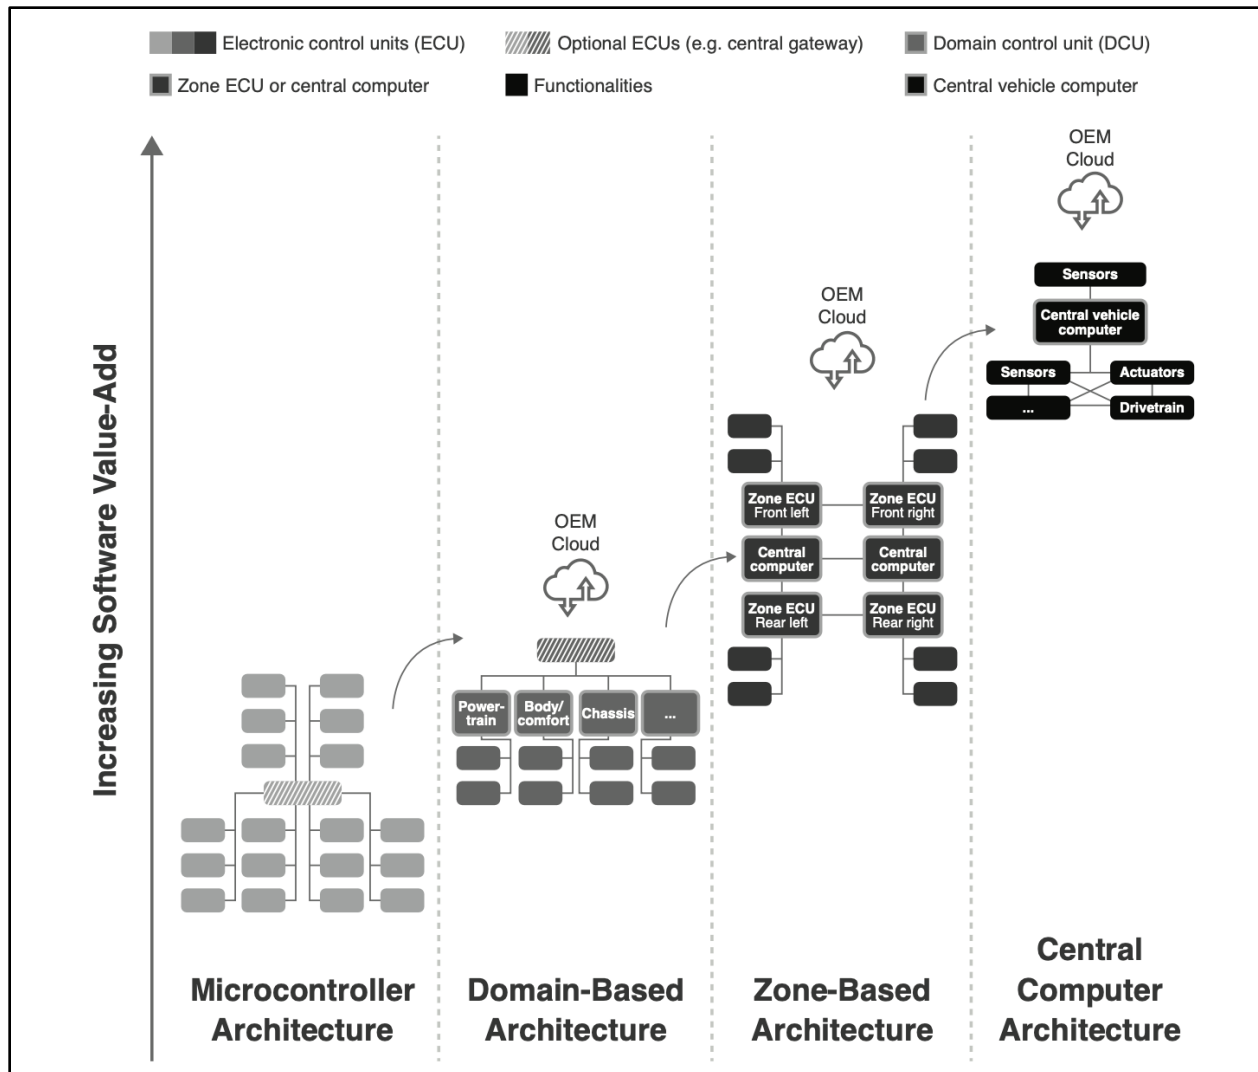 Electronic control units (ECU)
Optional ECUs (e.g. central gateway)
Domain control unit (DCU)
Zone ECU or central computer
Functionalities
Central vehicle computer
Increasing Software Value-Add
OEM
Cloud
Sensors
Central vehicle
computer
Sensors
Actuators
...
Drivetrain
OEM
Cloud
Zone ECU
Front left
Zone ECU
Front right
Central
computer
Central
computer
Zone ECU
Rear left
Zone ECU
Rear right
OEM
Cloud
Power-
train
Body/
comfort
Chassis
...
Microcontroller
Architecture
Domain-Based
Architecture
Zone-Based
Architecture
Central
Computer
Architecture